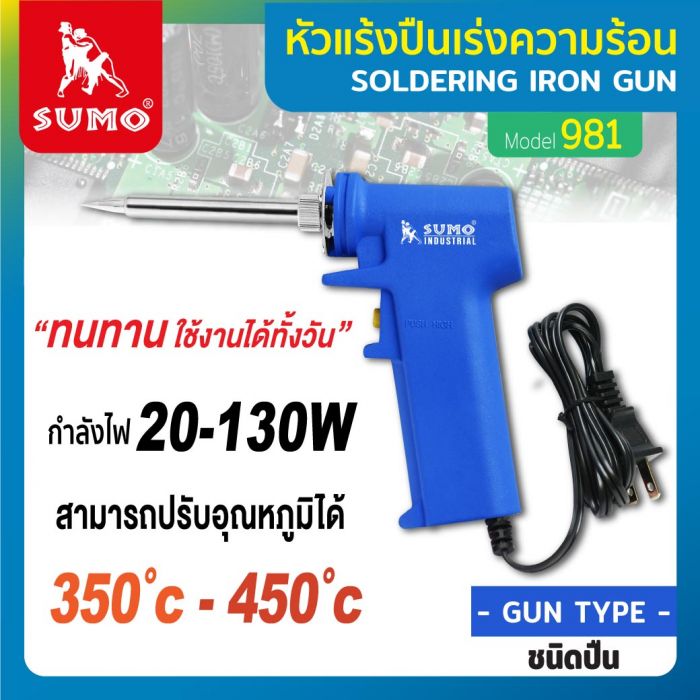 SUMO®
หัวแร้งปืนเร่งความร้อน
SOLDERING IRON GUN
Model 981
SUMO
INDUSTRIAL
PUSH HIGH
“ทนทาน ใช้งานได้ทั้งวัน”
กำลังไฟ 20-130W
สามารถปรับอุณหภูมิได้
350°c - 450°c
- GUN TYPE -
ชนิดปืน